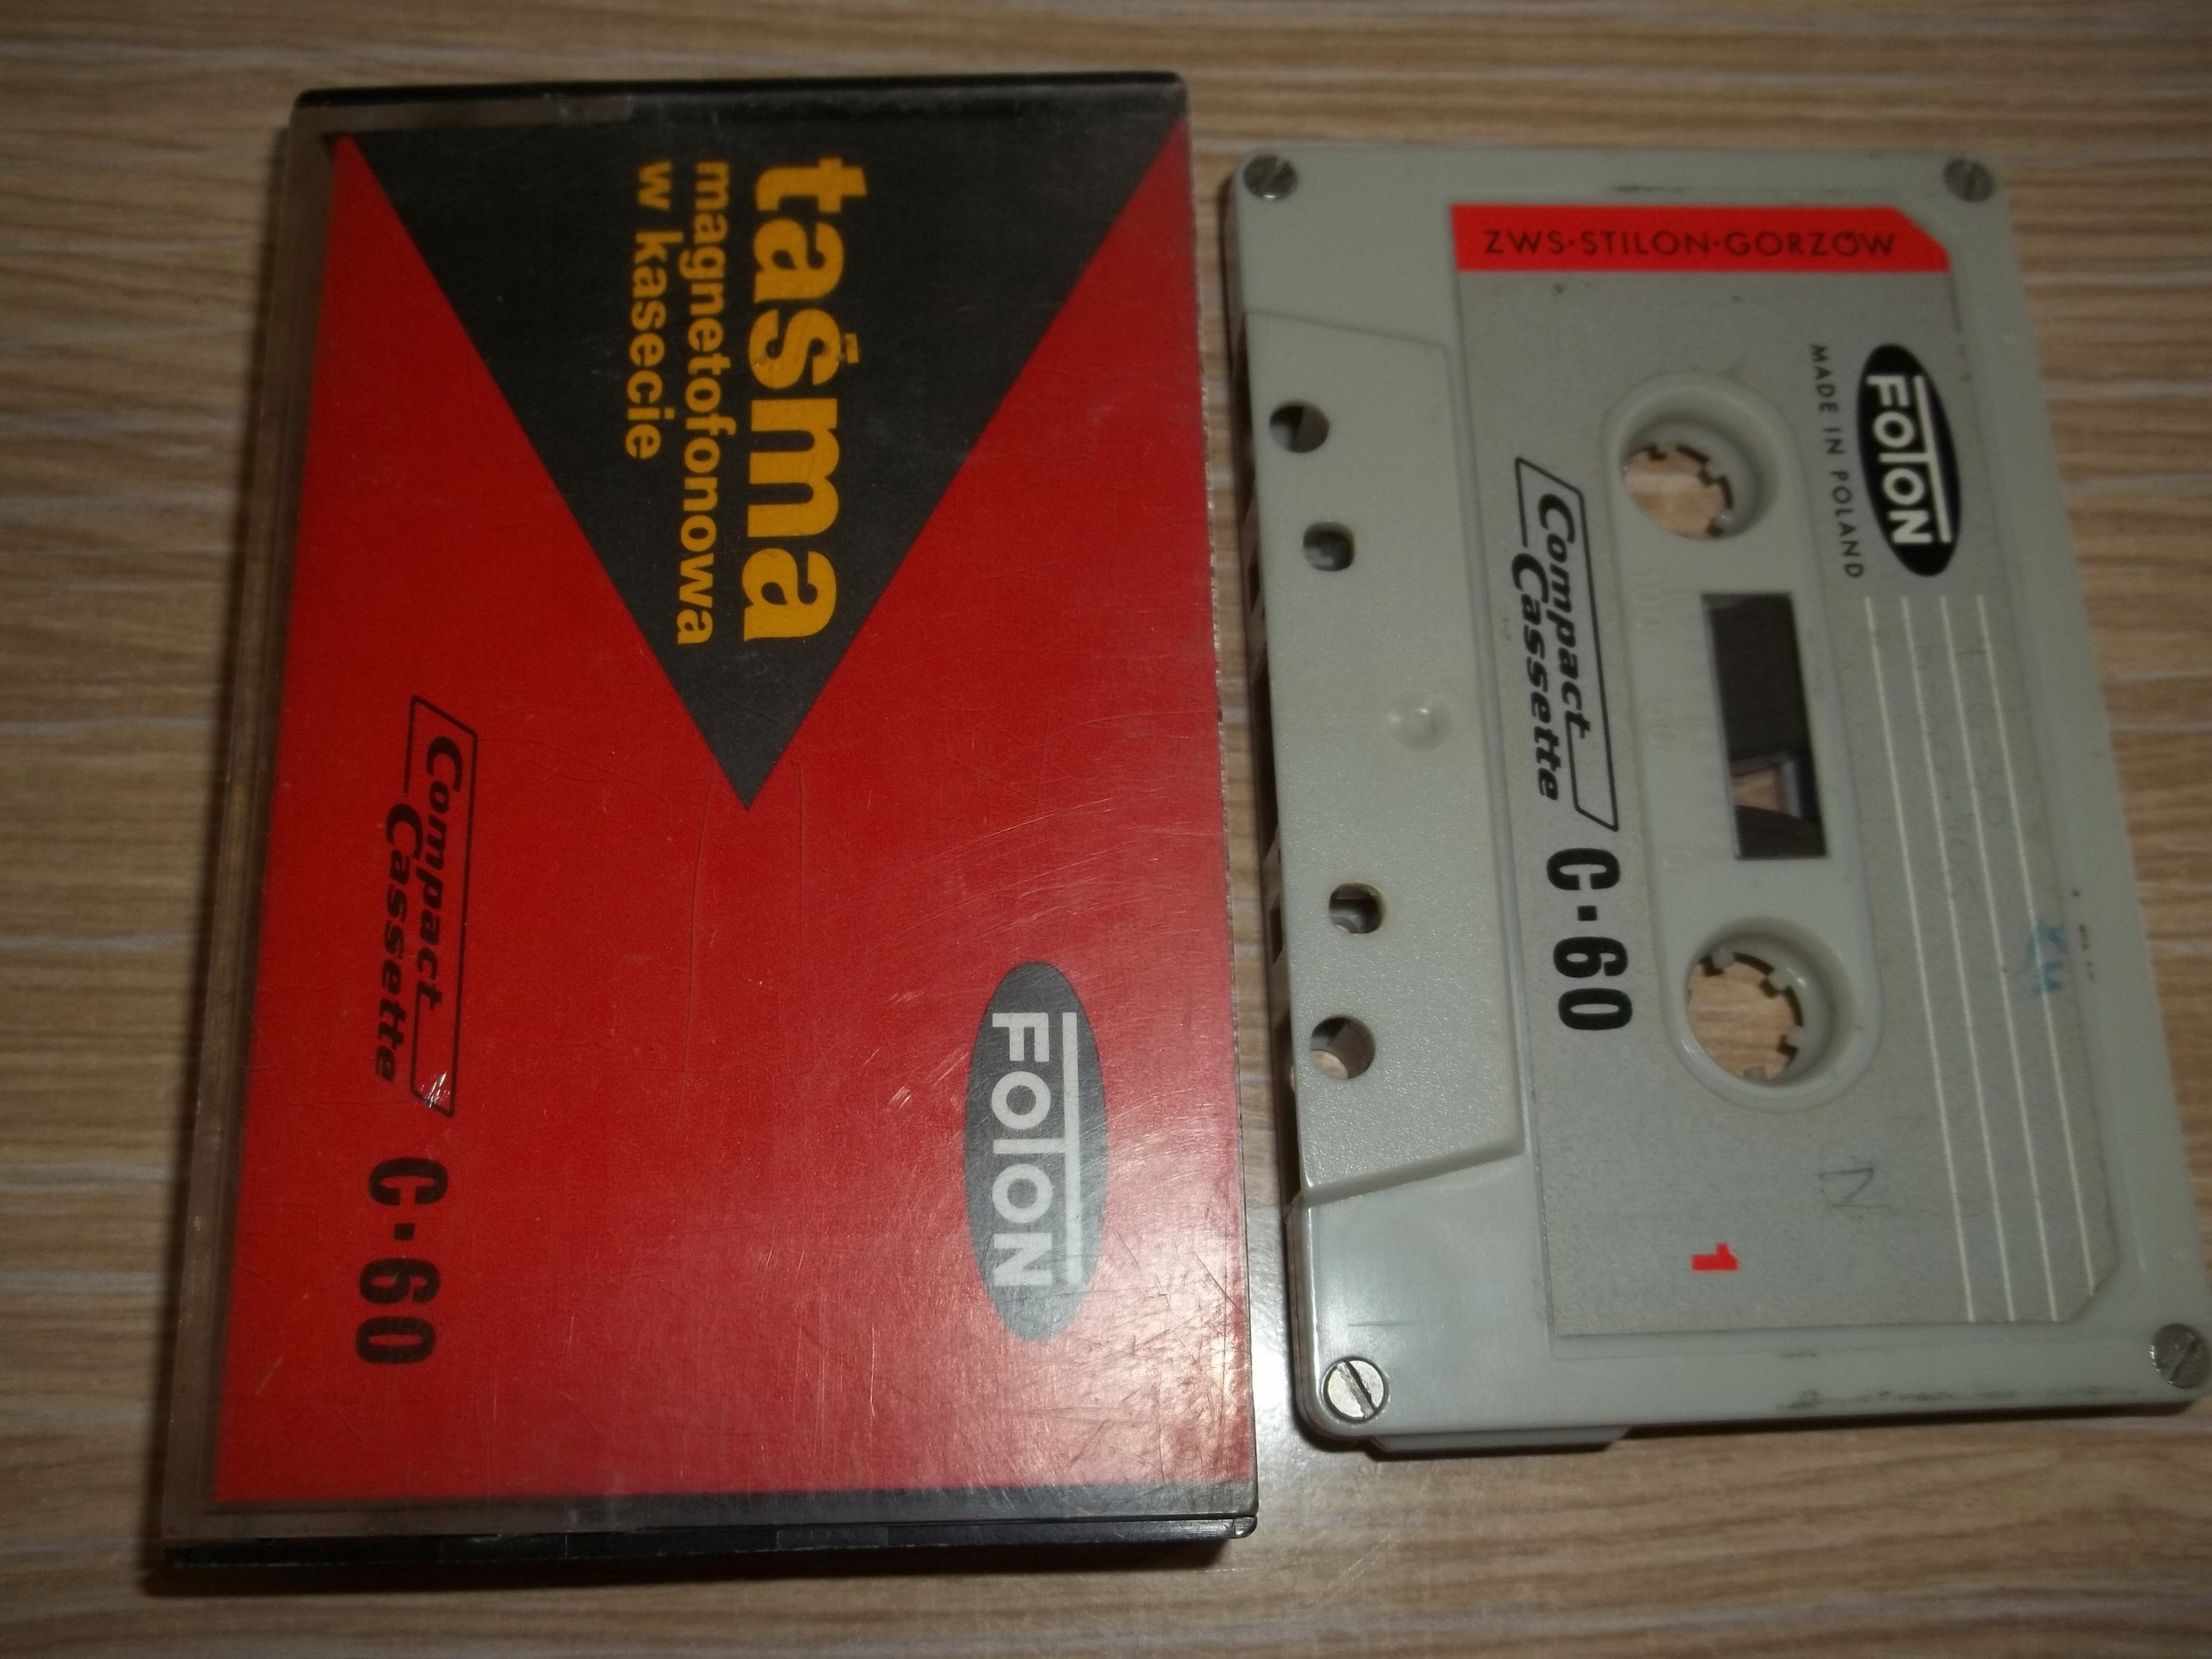 taśma
magnetofonowa
w kasecie
FOTON
Compact
Cassette
C·60
ZWS·STILON·GORZÓW
FOTON
MADE IN POLAND
Compact
Cassette
C·60
N
1